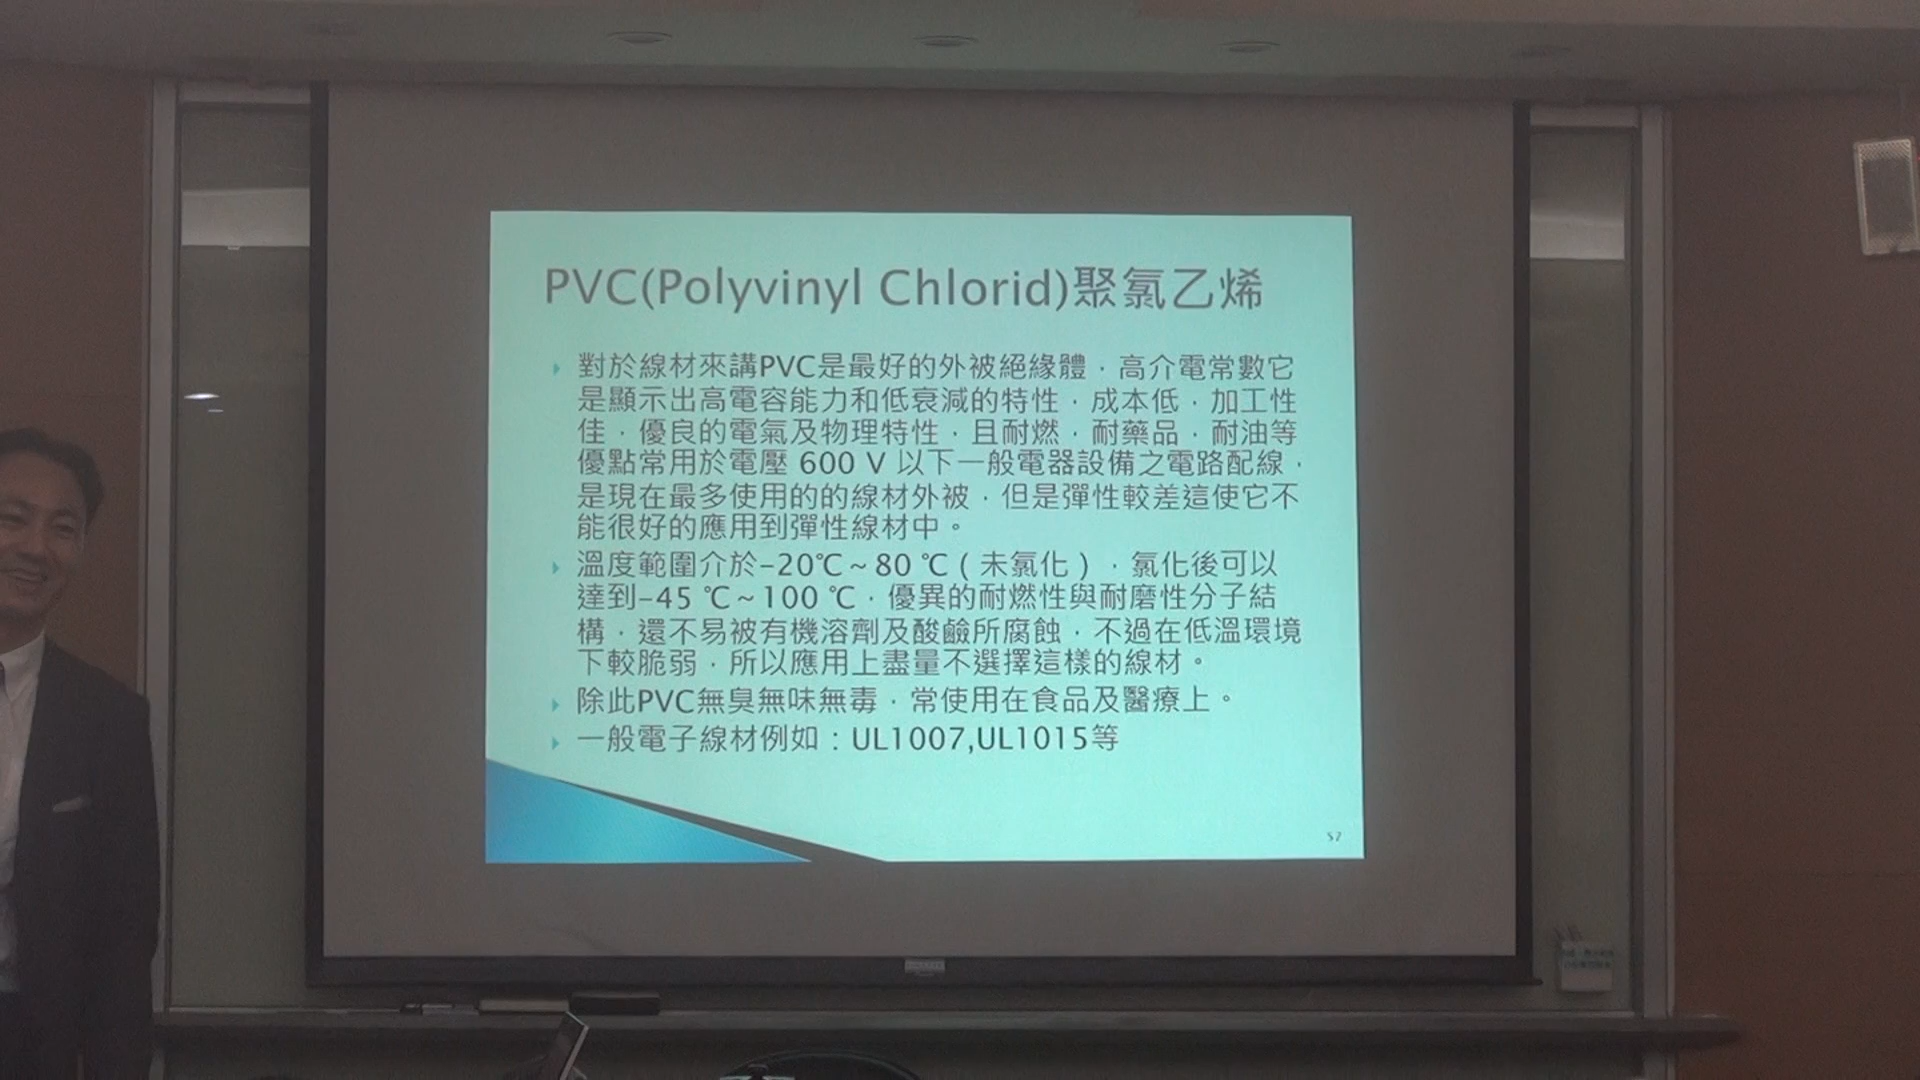 PVC(Polyvinyl Chlorid)聚氯乙烯
對於線材來講PVC是最好的外被絕緣體，高介電常數它
是顯示出高電容能力和低衰減的特性，成本低，加工性
佳，優良的電氣及物理特性，且耐燃，耐藥品，耐油等
優點常用於電壓 600 V 以下一般電器設備之電路配線，
是現在最多使用的的線材外被，但是彈性較差這使它不
能很好的應用到彈性線材中。
溫度範圍介於-20℃~80 ℃（未氯化），氯化後可以
達到-45 ℃~100 ℃，優異的耐燃性與耐磨性分子結
構，還不易被有機溶劑及酸鹼所腐蝕，不過在低溫環境
下較脆弱，所以應用上盡量不選擇這樣的線材。
除此PVC無臭無味無毒，常使用在食品及醫療上。
一般電子線材例如：UL1007,UL1015等
52